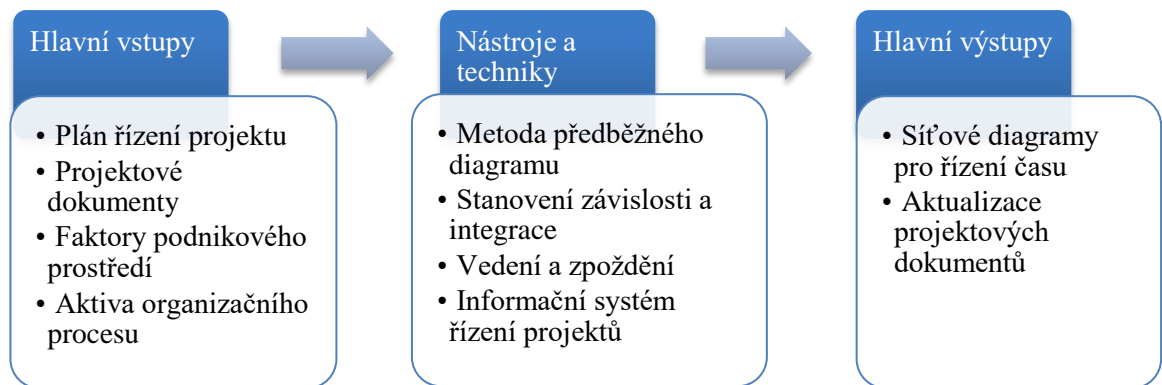 Hlavní vstupy
• Plán řízení projektu
• Projektové
dokumenty
• Faktory podnikového
prostředí
• Aktiva organizačního
procesu
Nástroje a
techniky
• Metoda předběžného
diagramu
• Stanovení závislosti a
integrace
• Vedení a zpoždění
• Informační systém
řízení projektů
Hlavní výstupy
• Síťové diagramy
pro řízení času
• Aktualizace
projektových
dokumentů